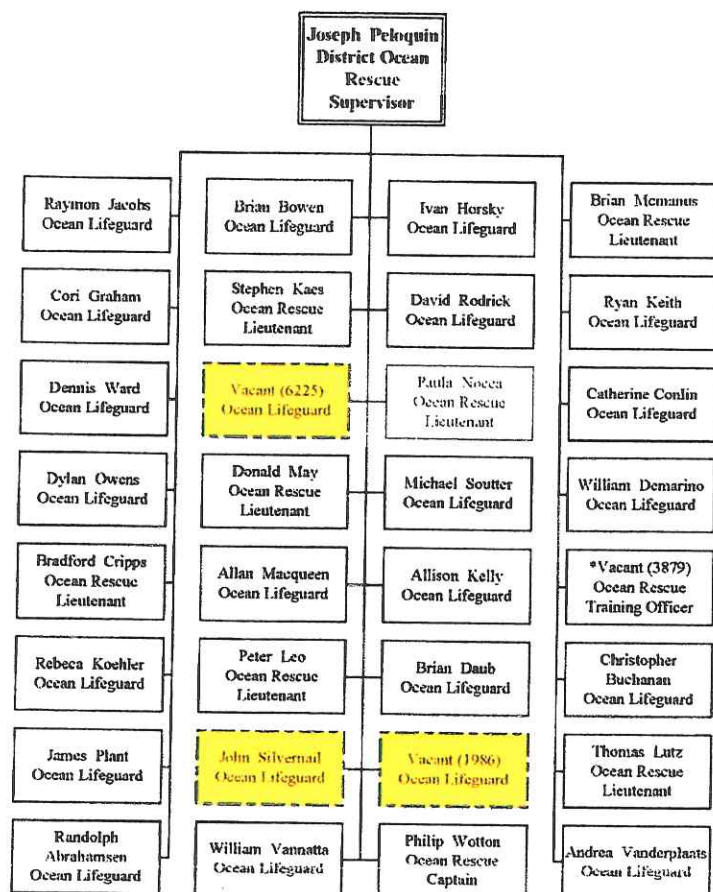 Joseph Peloquin
District Ocean
Rescue
Supervisor
Raymon Jacobs
Ocean Lifeguard
Brian Bowen
Ocean Lifeguard
Ivan Horsky
Ocean Lifeguard
Brian Mcmanus
Ocean Rescue
Lieutenant
Cori Graham
Ocean Lifeguard
Stephen Kaes
Ocean Rescue
Lieutenant
David Rodrick
Ocean Lifeguard
Ryan Keith
Ocean Lifeguard
Dennis Ward
Ocean Lifeguard
Vacant (6225)
Ocean Lifeguard
Paula Nocea
Ocean Rescue
Lieutenant
Catherine Conlin
Ocean Lifeguard
Dylan Owens
Ocean Lifeguard
Donald May
Ocean Rescue
Lieutenant
Michael Soutter
Ocean Lifeguard
William Demarino
Ocean Lifeguard
Bradford Cripps
Ocean Rescue
Lieutenant
Allan Macqueen
Ocean Lifeguard
Allison Kelly
Ocean Lifeguard
*Vacant (3879)
Ocean Rescue
Training Officer
Rebeca Koehler
Ocean Lifeguard
Peter Leo
Ocean Rescue
Lieutenant
Brian Daub
Ocean Lifeguard
Christopher
Buchanan
Ocean Lifeguard
James Plant
Ocean Lifeguard
John Silvernail
Ocean Lifeguard
Vacant (1986)
Ocean Lifeguard
Thomas Lutz
Ocean Rescue
Lieutenant
Randolph
Abrahamsen
Ocean Lifeguard
William Vannatta
Ocean Lifeguard
Philip Wotton
Ocean Rescue
Captain
Andrea Vanderplaats
Ocean Lifeguard